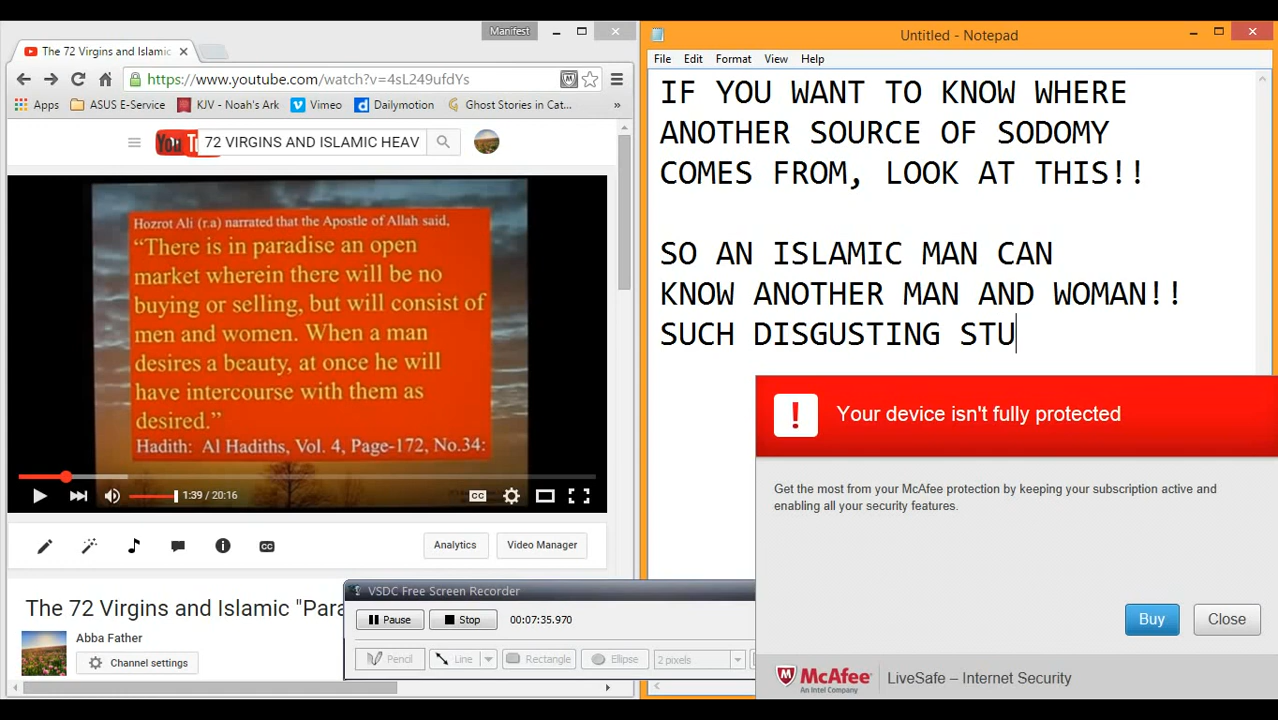 Manifest
The 72 Virgins and Islamic
https://www.youtube.com/watch?v=4sL249ufdYs
Apps ASUS E-Service KJV - Noah's Ark Vimeo Dailymotion Ghost Stories in Cat... »
You T 72 VIRGINS AND ISLAMIC HEAV
Hozrot Ali (r.a) narrated that the Apostle of Allah said,
“There is in paradise an open
market wherein there will be no
buying or selling, but will consist of
men and women. When a man
desires a beauty, at once he will
have intercourse with them as
desired.”
Hadith: Al Hadiths, Vol. 4, Page-172, No.34:
1:39 / 20:16 CC
CC Analytics Video Manager
The 72 Virgins and Islamic "Para
Abba Father
Channel settings
Untitled - Notepad
File Edit Format View Help
IF YOU WANT TO KNOW WHERE
ANOTHER SOURCE OF SODOMY
COMES FROM, LOOK AT THIS!!
SO AN ISLAMIC MAN CAN
KNOW ANOTHER MAN AND WOMAN!!
SUCH DISGUSTING STU
VSDC Free Screen Recorder
Pause Stop 00:07:35.970
Pencil Line Rectangle Ellipse 2 pixels
! Your device isn't fully protected
Get the most from your McAfee protection by keeping your subscription active and
enabling all your security features.
Buy Close
McAfee LiveSafe – Internet Security
An Intel Company